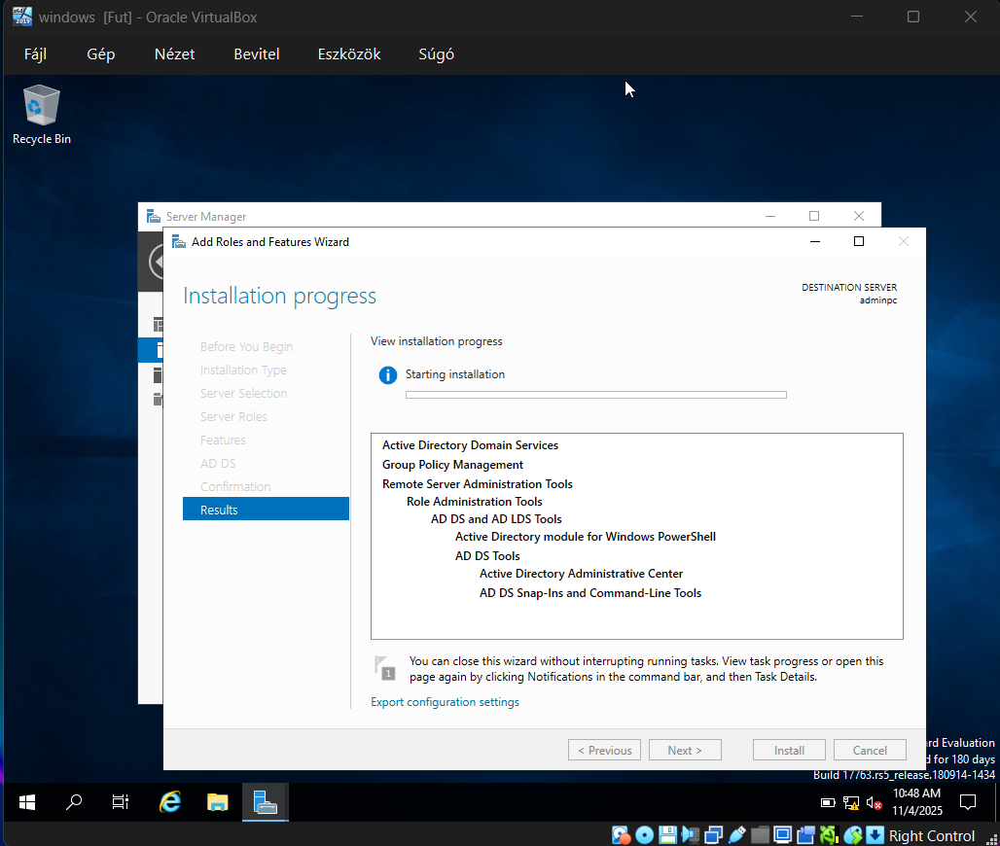 windows [Fut] - Oracle VirtualBox
Fájl Gép Nézet Bevitel Eszközök Súgó
Recycle Bin
Server Manager
Add Roles and Features Wizard
Installation progress
DESTINATION SERVER
adminpc
Before You Begin
Installation Type
Server Selection
Server Roles
Features
AD DS
Confirmation
Results
View installation progress
Starting installation
Active Directory Domain Services
Group Policy Management
Remote Server Administration Tools
Role Administration Tools
AD DS and AD LDS Tools
Active Directory module for Windows PowerShell
AD DS Tools
Active Directory Administrative Center
AD DS Snap-Ins and Command-Line Tools
1
You can close this wizard without interrupting running tasks. View task progress or open this
page again by clicking Notifications in the command bar, and then Task Details.
Export configuration settings
< Previous Next > Install Cancel
rd Evaluation
d for 180 days
Build 17763.rs5_release.180914-1434
10:48 AM
11/4/2025
Right Control